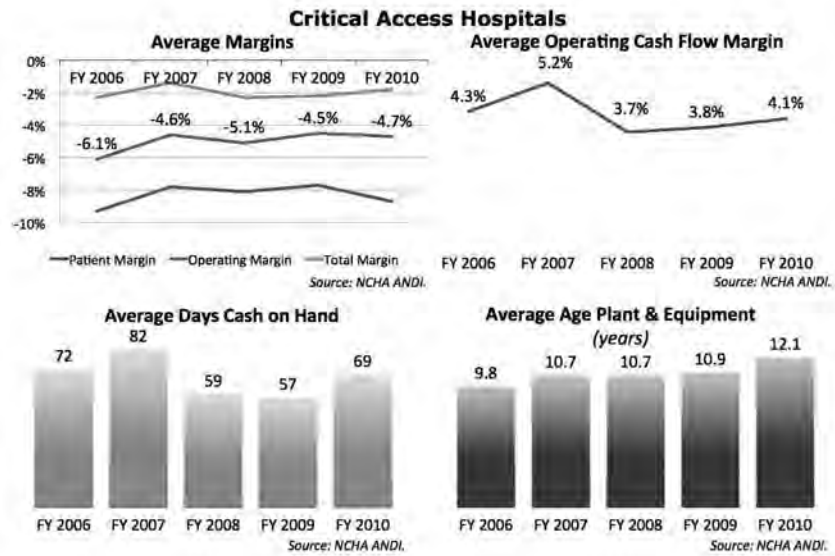 Critical Access Hospitals
Average Margins
0%
FY 2006 FY 2007 FY 2008 FY 2009 FY 2010
-2%
-4%
-6%
-8%
-10%
-6.1% -4.6% -5.1% -4.5% -4.7%
Patient Margin Operating Margin Total Margin
Source: NCHA ANDI.
Average Operating Cash Flow Margin
4.3% 5.2% 3.7% 3.8% 4.1%
FY 2006 FY 2007 FY 2008 FY 2009 FY 2010
Source: NCHA ANDI.
Average Days Cash on Hand
72 82 59 57 69
FY 2006 FY 2007 FY 2008 FY 2009 FY 2010
Source: NCHA ANDI.
Average Age Plant & Equipment
(years)
9.8 10.7 10.7 10.9 12.1
FY 2006 FY 2007 FY 2008 FY 2009 FY 2010
Source: NCHA ANDI.